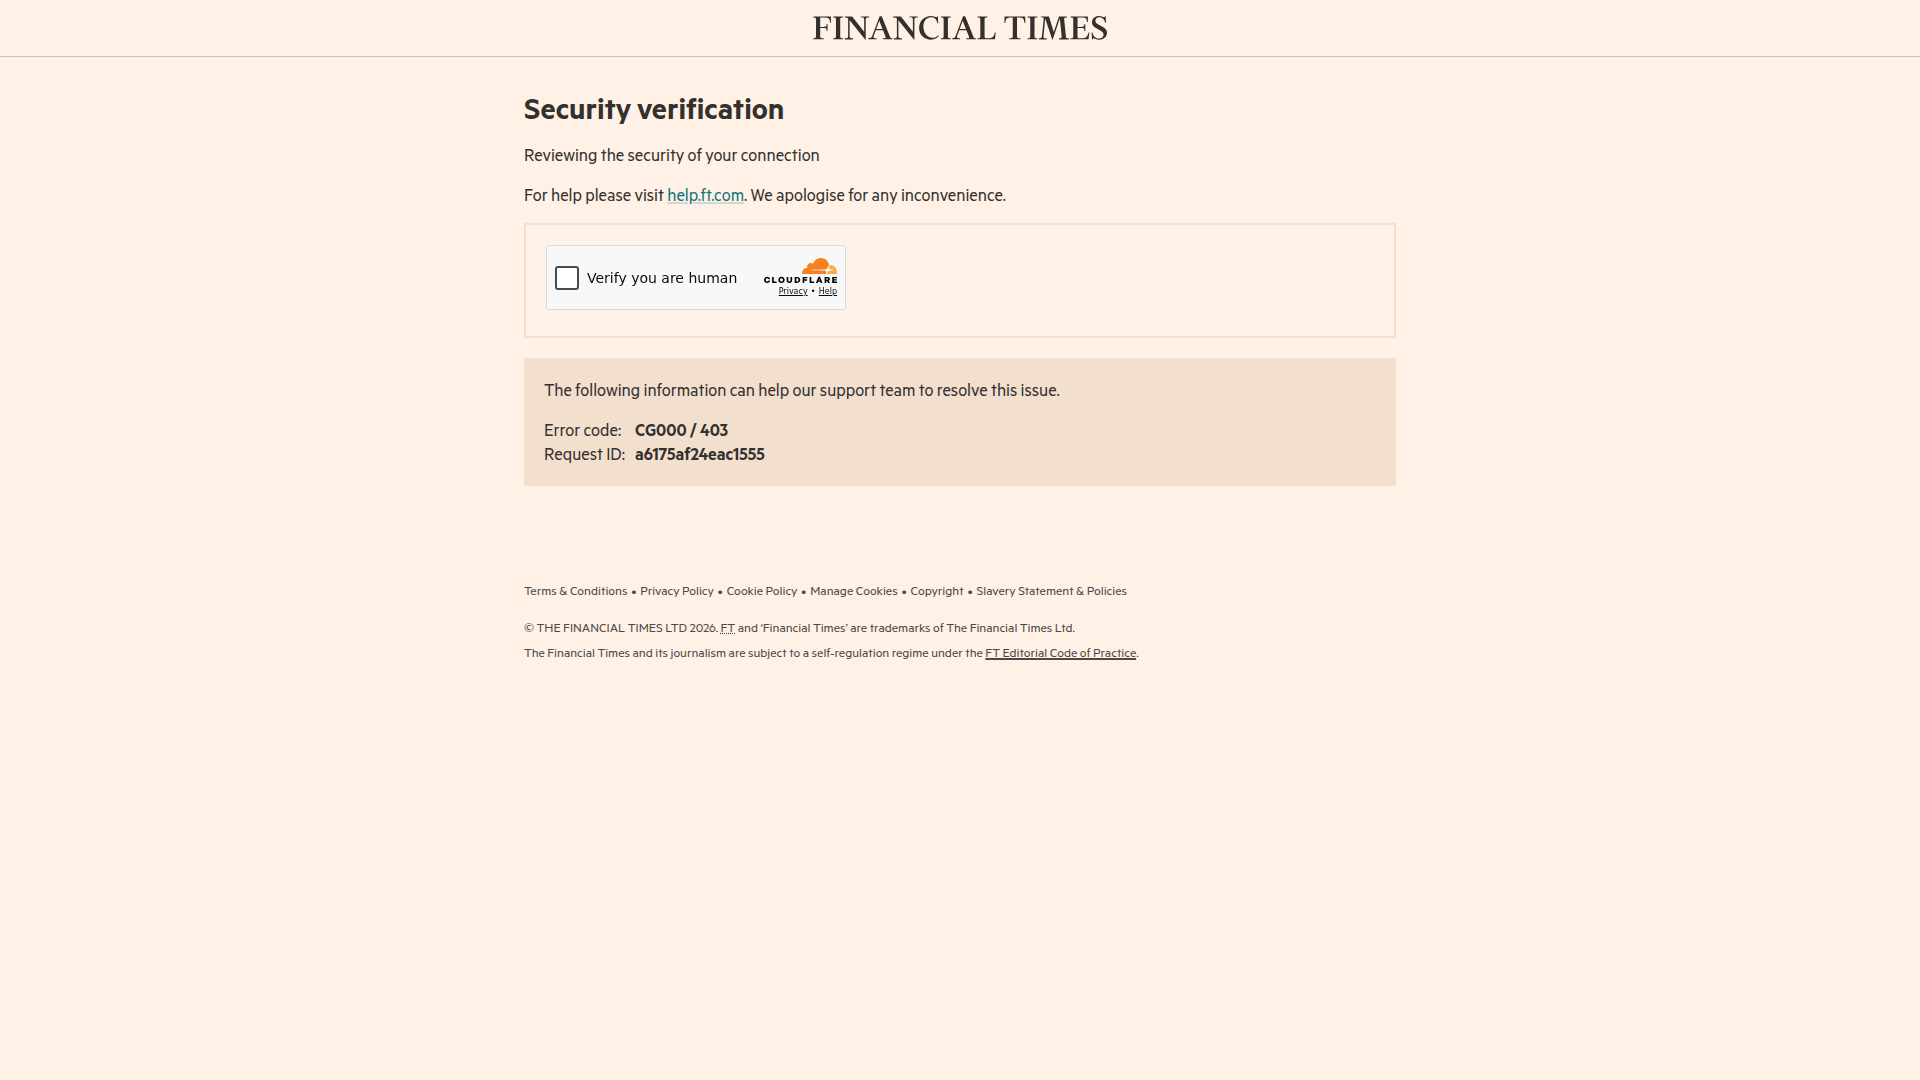 FINANCIAL TIMES
Security verification
Reviewing the security of your connection
For help please visit help.ft.com. We apologise for any inconvenience.
Verify you are human
CLOUDFLARE
Privacy • Help
The following information can help our support team to resolve this issue.
Error code: CG000 / 403
Request ID: a6175af24eac1555
Terms & Conditions • Privacy Policy • Cookie Policy • Manage Cookies • Copyright • Slavery Statement & Policies
© THE FINANCIAL TIMES LTD 2026. FT and ‘Financial Times’ are trademarks of The Financial Times Ltd.
The Financial Times and its journalism are subject to a self-regulation regime under the FT Editorial Code of Practice.